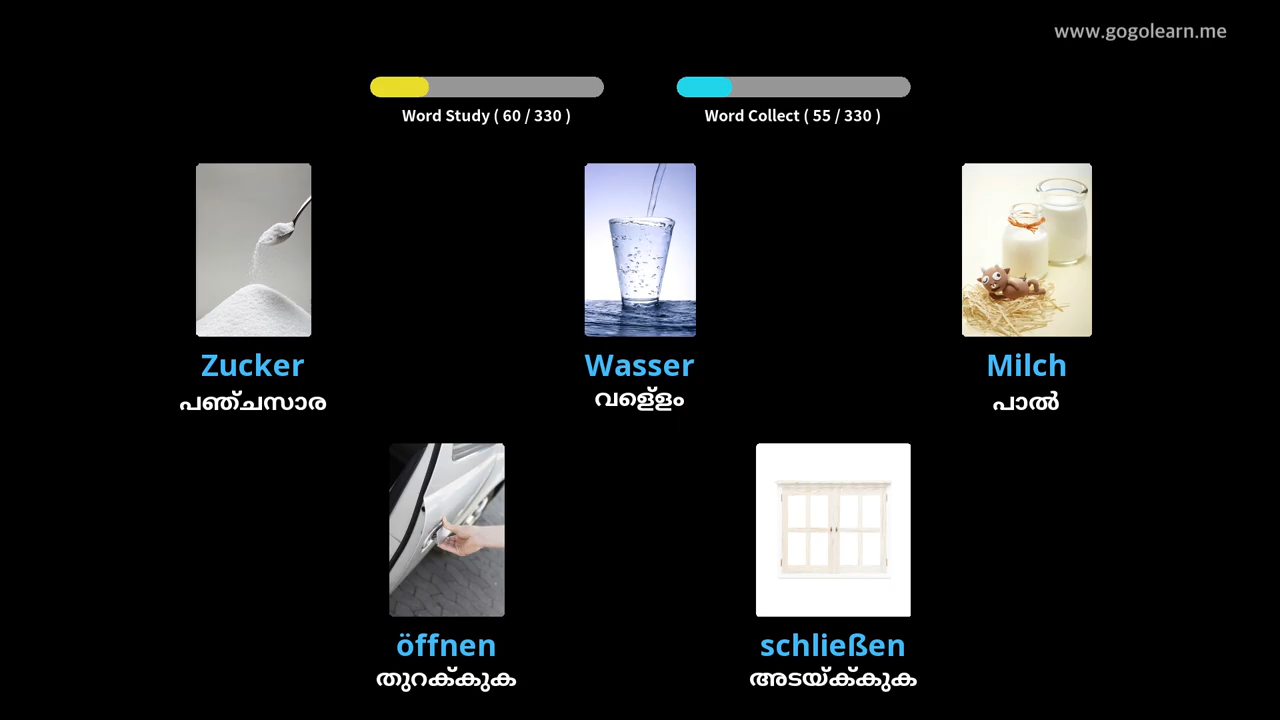 www.gogolearn.me
Word Study ( 60 / 330 )
Word Collect ( 55 / 330 )
Zucker
Wasser
Milch
പഞ്ചസാര
വള്ളെം
പാൽ
öffnen
schließen
തുറക്കുക
അടയ്ക്കുക